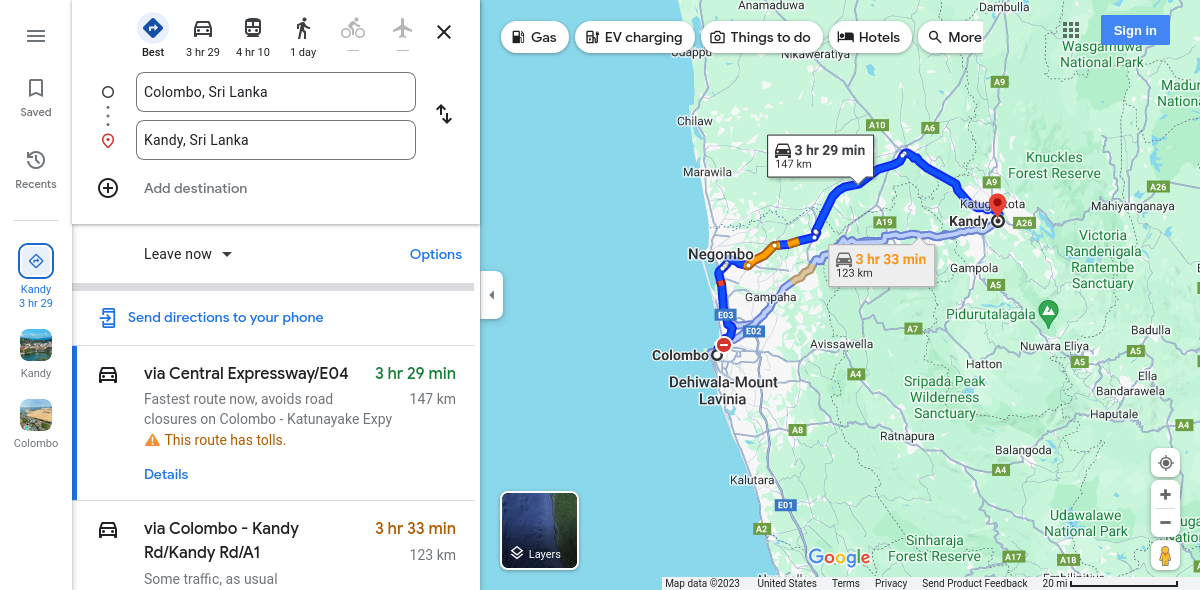 Best
3 hr 29
4 hr 10
1 day
—
—
Saved
Recents
Kandy
3 hr 29
Kandy
Colombo
Colombo, Sri Lanka
Kandy, Sri Lanka
Add destination
Leave now
Options
Send directions to your phone
via Central Expressway/E04
3 hr 29 min
Fastest route now, avoids road
147 km
closures on Colombo - Katunayake Expy
This route has tolls.
Details
via Colombo - Kandy
3 hr 33 min
Rd/Kandy Rd/A1
123 km
Some traffic, as usual
Gas
EV charging
Things to do
Hotels
More
Sign in
Anamaduwa
Dambulla
Nikaweratiya
Wasgamuwa
National Park
A9
Chilaw
A10
A6
3 hr 29 min
147 km
Marawila
Knuckles
Forest Reserve
A9
A26
Mahiyanganaya
A19
Kandy
A26
Negombo
3 hr 33 min
123 km
Victoria
Randenigala
Rantembe
Sanctuary
Gampola
A5
Gampaha
E03
E02
Pidurutalagala
A7
Badulla
Colombo
Avissawella
Nuwara Eliya
A5
A5
Hatton
A4
Ella
Dehiwala-Mount
Lavinia
Sripada Peak
Wilderness
Sanctuary
Bandarawela
Haputale
A4
A8
Ratnapura
Balangoda
A4
Kalutara
E01
A2
Udawalawe
National Park
Sinharaja
Forest Reserve
A17
A18
Layers
Google
Map data ©2023
United States
Terms
Privacy
Send Product Feedback
20 mi